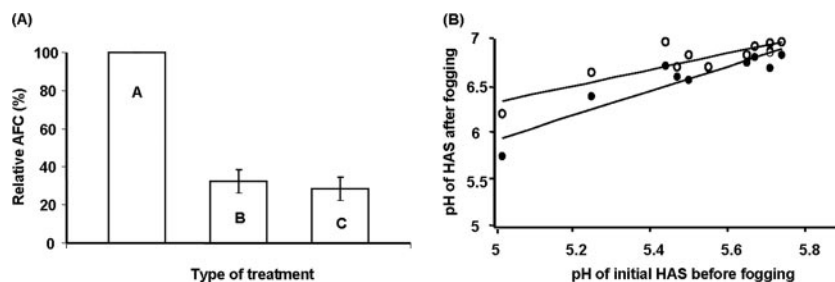 (A)
100
80
60
40
20
0
Relative AFC (%)
A
B
C
Type of treatment
(B)
7
6.5
6
5.5
5
pH of HAS after fogging
5 5.2 5.4 5.6 5.8
pH of initial HAS before fogging